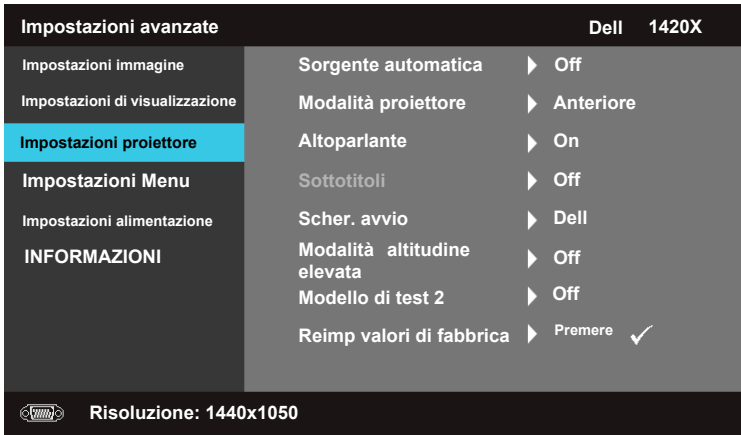 Impostazioni avanzate
Dell 1420X
Impostazioni immagine
Impostazioni di visualizzazione
Impostazioni proiettore
Impostazioni Menu
Impostazioni alimentazione
INFORMAZIONI
Sorgente automatica Off
Modalità proiettore Anteriore
Altoparlante On
Sottotitoli Off
Scher. avvio Dell
Modalità altitudine
elevata Off
Modello di test 2 Off
Reimp valori di fabbrica Premere
Risoluzione: 1440x1050